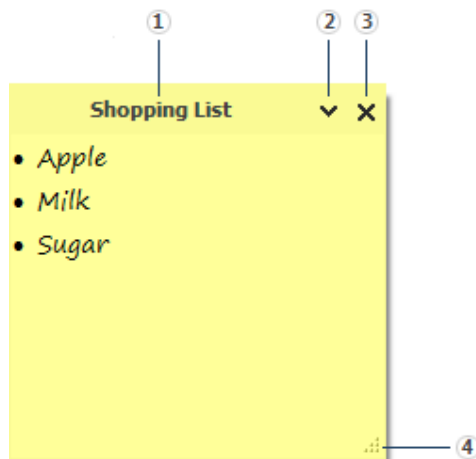 1 2 3
Shopping List
• Apple
• Milk
• Sugar
4